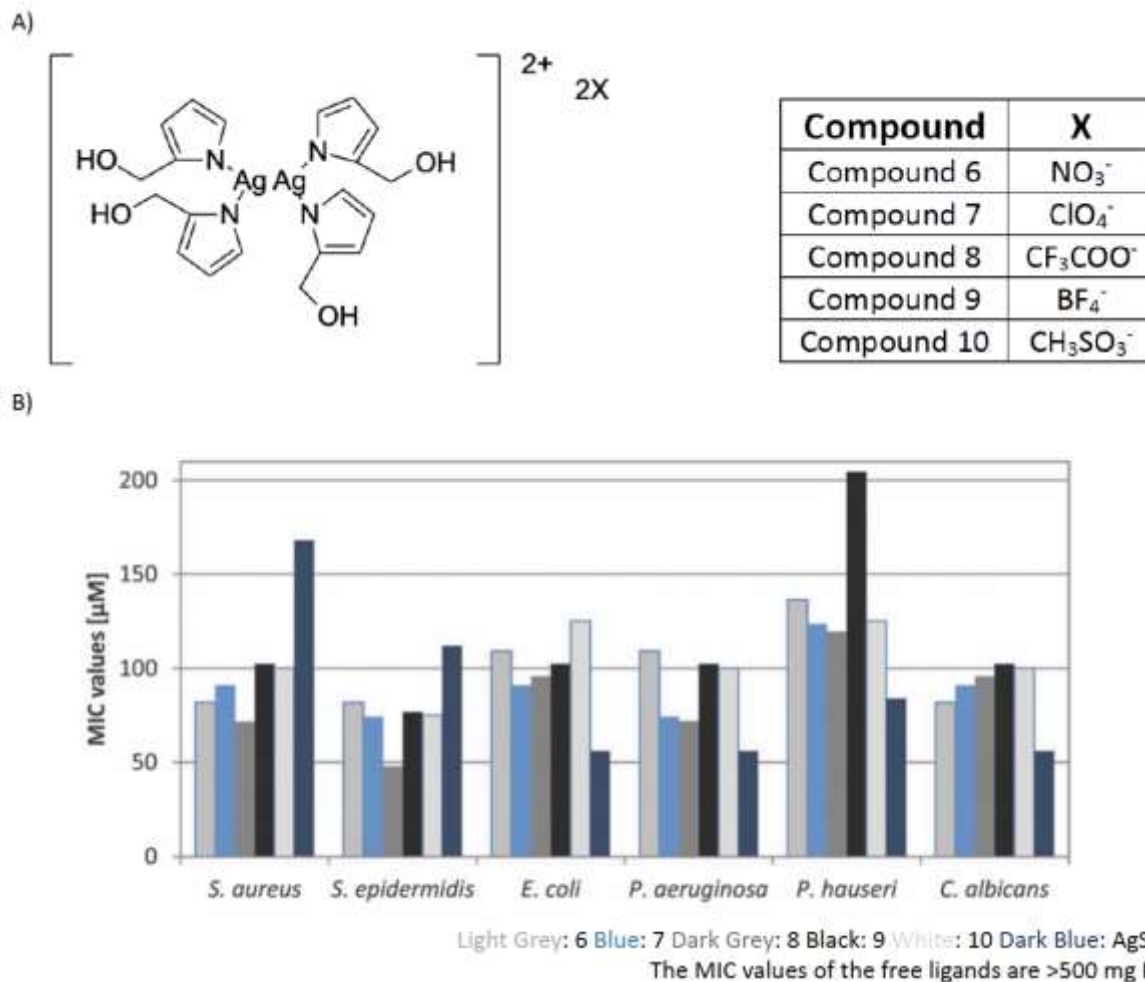 A)
2+
2X
HO
N
N
OH
Ag Ag
HO
N
N
OH
Compound X
Compound 6 NO₃⁻
Compound 7 ClO₄⁻
Compound 8 CF₃COO⁻
Compound 9 BF₄⁻
Compound 10 CH₃SO₃⁻
B)
MIC values [µM]
200
150
100
50
0
S. aureus S. epidermidis E. coli P. aeruginosa P. hauseri C. albicans
Light Grey: 6 Blue: 7 Dark Grey: 8 Black: 9 White: 10 Dark Blue: AgS
The MIC values of the free ligands are >500 mg